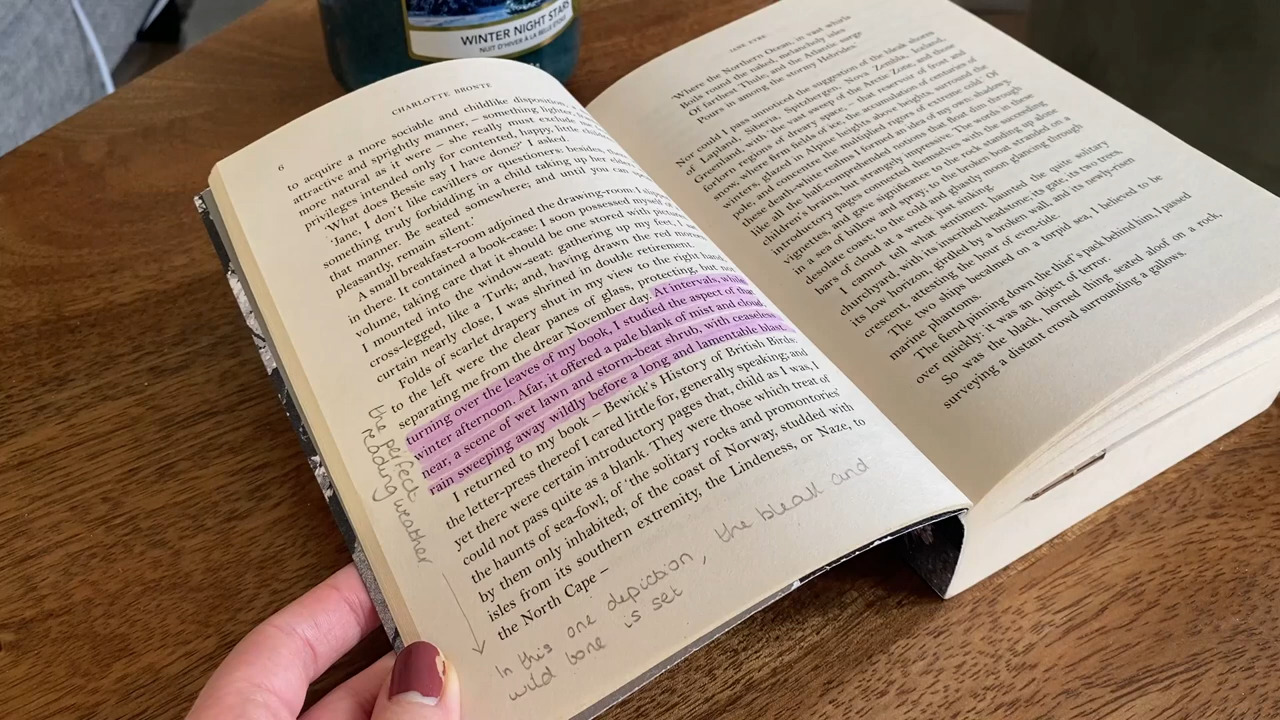 WINTER NIGHT STARS
NUIT D'HIVER À LA BELLE ÉTOILE
CHARLOTTE BRONTE
6
to acquire a more sociable and childlike disposition, a
attractive and sprightly manner, – something lighter,
more natural as it were – she really must exclude
privileges intended only for contented, happy, little
'What does Bessie say I have done?' I asked.
'Jane, I don't like cavillers or questioners: besides,
something truly forbidding in a child taking up her
that manner. Be seated somewhere; and until you can
pleasantly, remain silent.'
A small breakfast-room adjoined the drawing-room: I
there. It contained a book-case: I soon possessed myself
volume, taking care that it should be one stored with
I mounted into the window-seat: gathering up my feet, I
cross-legged, like a Turk; and, having drawn the red
curtain nearly close, I was shrined in double retirement.
Folds of scarlet drapery shut in my view to the right
to the left were the clear panes of glass, protecting, but not
separating me from the drear November day. At intervals, while
turning over the leaves of my book, I studied the aspect of that
winter afternoon. Afar, it offered a pale blank of mist and cloud;
near, a scene of wet lawn and storm-beat shrub, with ceaseless
rain sweeping away wildly before a long and lamentable blast.
I returned to my book – Bewick's History of British Birds:
the letter-press thereof I cared little for, generally speaking; and
yet there were certain introductory pages that, child as I was, I
could not pass quite as a blank. They were those which treat of
the haunts of sea-fowl; of 'the solitary rocks and promontories'
by them only inhabited; of the coast of Norway, studded with
isles from its southern extremity, the Lindeness, or Naze, to
the North Cape –
the perfect
reading weather
In this one depiction, the bleak and
wild tone is set
JANE EYRE
'Where the Northern Ocean, in vast whirls
Boils round the naked, melancholy isles
Of farthest Thule; and the Atlantic surge
Pours in among the stormy Hebrides.'
Nor could I pass unnoticed the suggestion of the bleak shores
of Lapland, Siberia, Spitzbergen, Nova Zembla, Iceland,
Greenland, with 'the vast sweep of the Arctic Zone, and those
forlorn regions of dreary space, – that reservoir of frost and
snow, where firm fields of ice, the accumulation of centuries of
winters, glazed in Alpine heights above heights, surround the
pole, and concentre the multiplied rigors of extreme cold.' Of
these death-white realms I formed an idea of my own: shadowy,
like all the half-comprehended notions that float dim through
children's brains, but strangely impressive. The words in these
introductory pages connected themselves with the succeeding
vignettes, and gave significance to the rock standing up alone
in a sea of billow and spray; to the broken boat stranded on a
desolate coast; to the cold and ghastly moon glancing through
bars of cloud at a wreck just sinking.
I cannot tell what sentiment haunted the quite solitary
churchyard, with its inscribed headstone; its gate, its two trees,
its low horizon, girdled by a broken wall, and its newly-risen
crescent, attesting the hour of even-tide.
The two ships becalmed on a torpid sea, I believed to be
marine phantoms.
The fiend pinning down the thief's pack behind him, I passed
over quickly: it was an object of terror.
So was the black, horned thing seated aloof on a rock,
surveying a distant crowd surrounding a gallows.